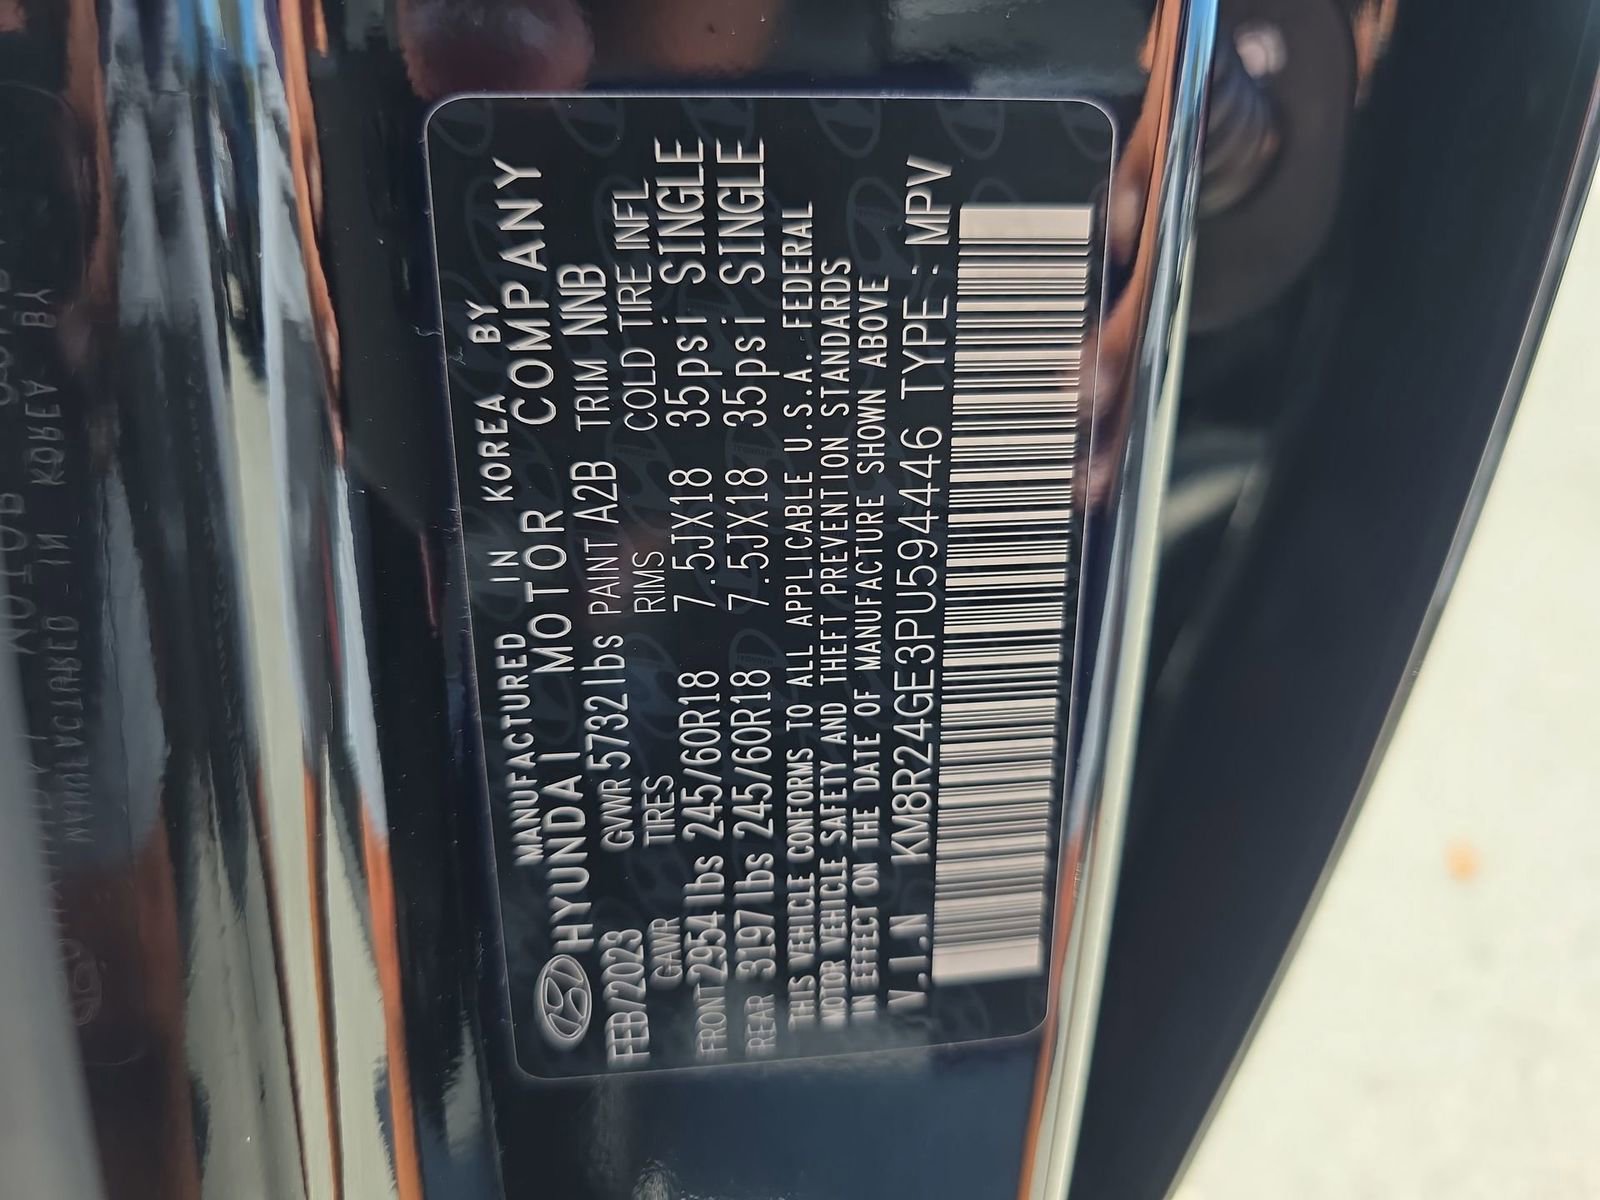 MANUFACTURED IN KOREA BY
HYUNDAI MOTOR COMPANY
FEB/2023 GVWR 5732lbs PAINT A2B TRIM NNB
GAWR TIRES RIMS COLD TIRE INFL
FRONT 2954lbs 245/60R18 7.5JX18 35psi SINGLE
REAR 3197lbs 245/60R18 7.5JX18 35psi SINGLE
THIS VEHICLE CONFORMS TO ALL APPLICABLE U.S.A. FEDERAL
MOTOR VEHICLE SAFETY AND THEFT PREVENTION STANDARDS
IN EFFECT ON THE DATE OF MANUFACTURE SHOWN ABOVE
V.I.N KM8R24GE3PU594446 TYPE: MPV